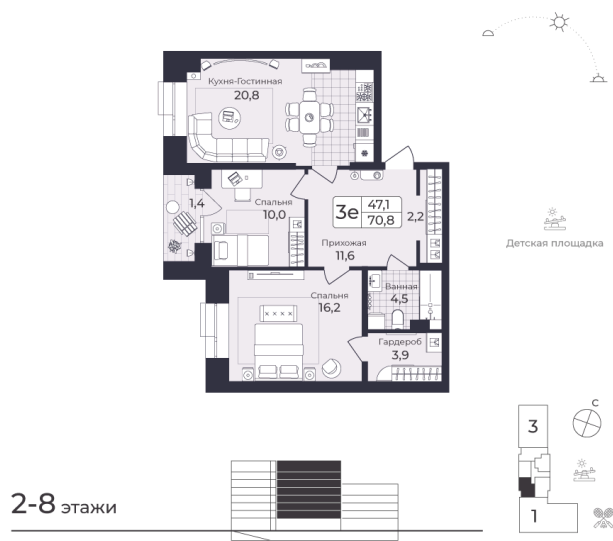 Кухня-Гостинная
20,8
1,4
Спальня
10,0
3е
47,1
70,8
2,2
Прихожая
11,6
Спальня
16,2
Ванная
4,5
Гардероб
3,9
Детская площадка
С
3
1
2-8 этажи